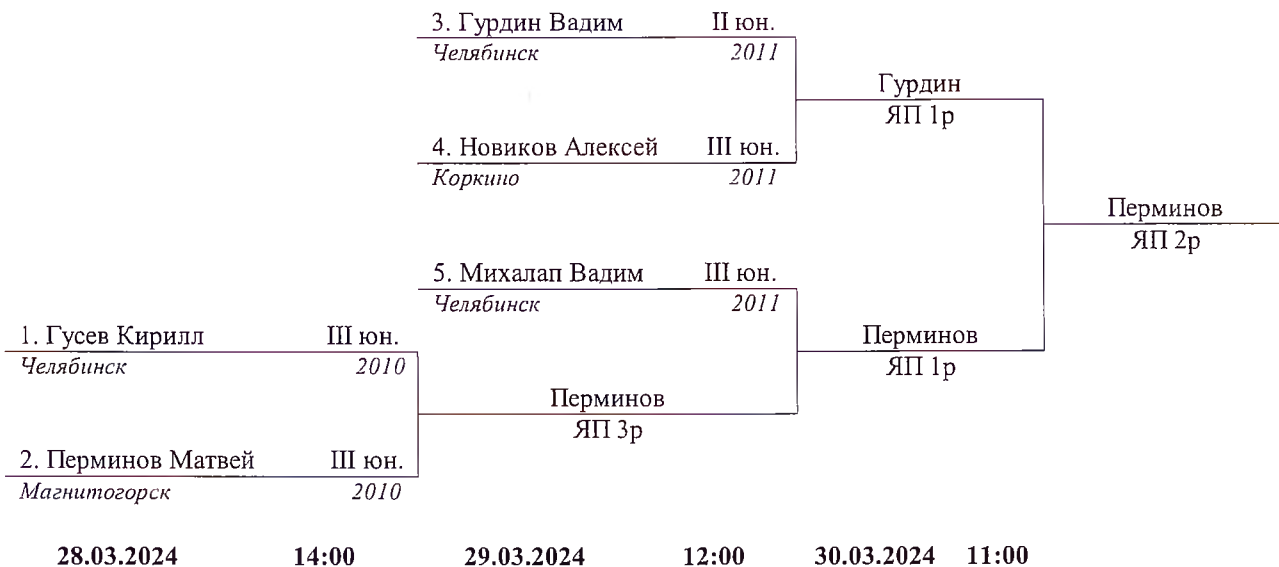 3. Гурдин Вадим II юн.
Челябинск 2011
Гурдин
ЯП 1р
4. Новиков Алексей III юн.
Коркино 2011
Перминов
ЯП 2р
5. Михалап Вадим III юн.
Челябинск 2011
1. Гусев Кирилл III юн.
Челябинск 2010
Перминов
ЯП 1р
Перминов
ЯП 3р
2. Перминов Матвей III юн.
Магнитогорск 2010
28.03.2024 14:00 29.03.2024 12:00 30.03.2024 11:00